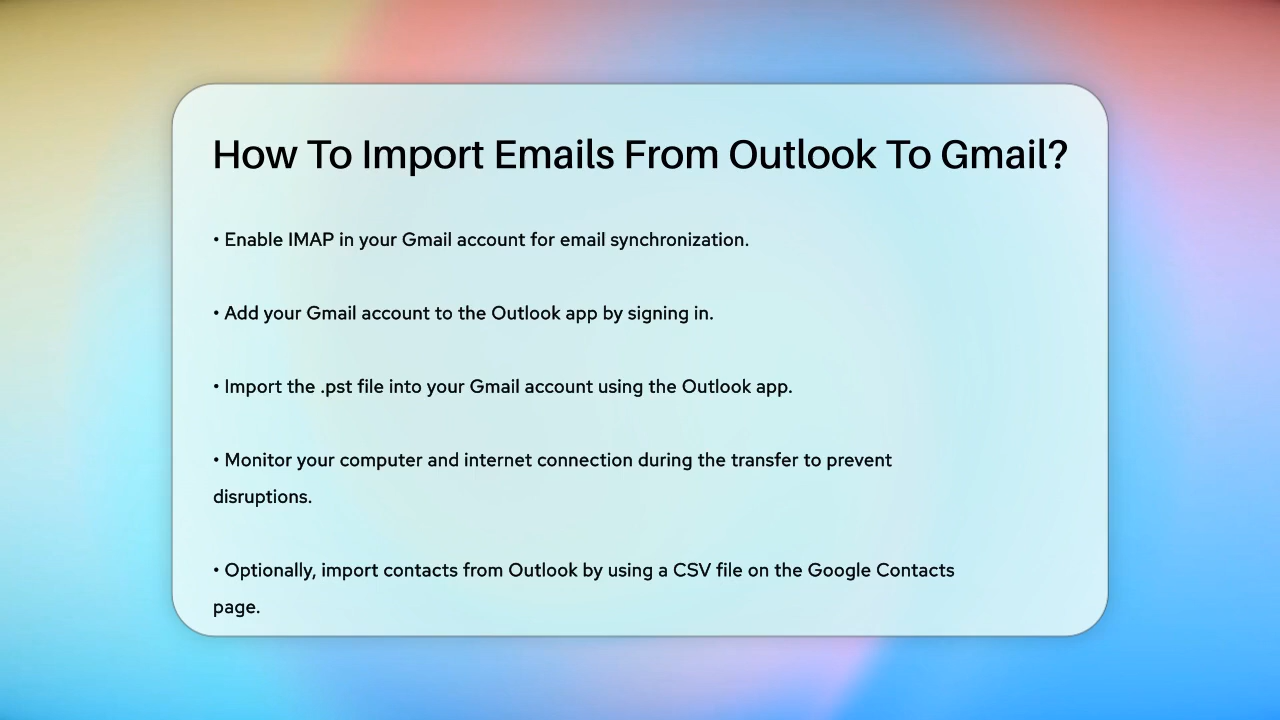 How To Import Emails From Outlook To Gmail?
• Enable IMAP in your Gmail account for email synchronization.
• Add your Gmail account to the Outlook app by signing in.
• Import the .pst file into your Gmail account using the Outlook app.
• Monitor your computer and internet connection during the transfer to prevent
disruptions.
• Optionally, import contacts from Outlook by using a CSV file on the Google Contacts
page.